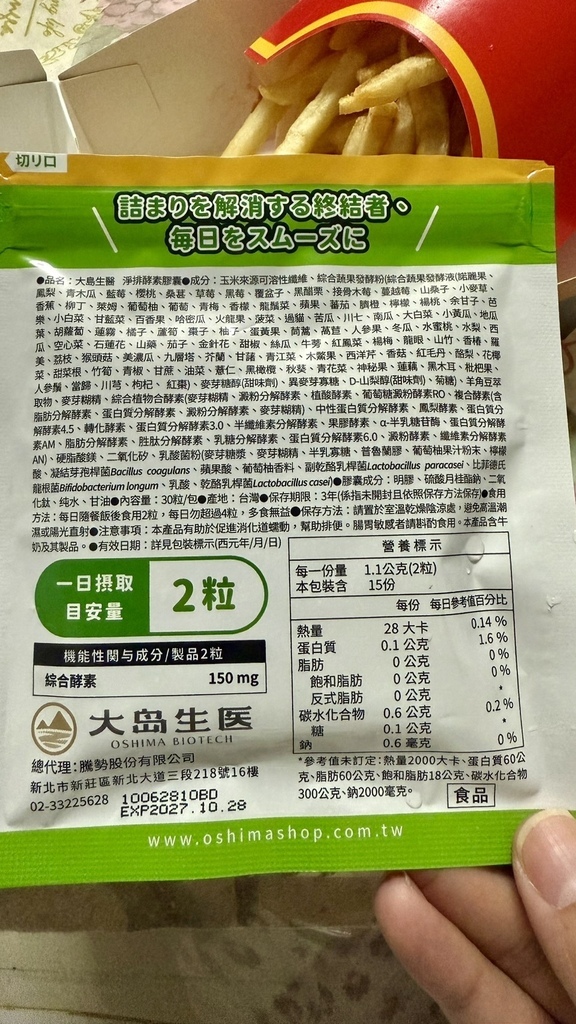 切り口
詰まりを解消する終結者、
毎日をスムーズに
●品名：大島生醫 淨排酵素膠囊●成分：玉米來源可溶性纖維、綜合蔬果發酵粉(綜合蔬果發酵液(諾麗果、
鳳梨、青木瓜、藍莓、櫻桃、桑葚、草莓、黑莓、覆盆子、黑醋栗、接骨木莓、蔓越莓、山桑子、小麥草、
香蕉、柳丁、萊姆、葡萄柚、葡萄、青梅、香檬、龍鬚菜、蘋果、蕃茄、臍橙、檸檬、楊桃、余甘子、芭
樂、小白菜、甘藍菜、百香果、哈密瓜、火龍果、菠菜、過貓、苦瓜、川七、南瓜、大白菜、小黃瓜、地瓜
葉、胡蘿蔔、蓮霧、橘子、蘆筍、棗子、柚子、蛋黃果、茼蒿、萵苣、人參果、冬瓜、水蜜桃、水梨、西
瓜、空心菜、石蓮花、山藥、茄子、金針花、甜椒、絲瓜、牛蒡、紅鳳菜、楊梅、龍眼、山竹、香椿、羅
美、荔枝、猴頭菇、美濃瓜、九層塔、芥蘭、甘蔗、青江菜、木鱉果、西洋芹、香菇、紅毛丹、酪梨、花椰
菜、甜菜根、竹筍、青椒、甘蔗、油菜、薏仁、黑橄欖、秋葵、青花菜、神秘果、蓮藕、黑木耳、枇杷果、
人參鬚、當歸、川芎、枸杞、紅棗)、麥芽糖醇(甜味劑)、異麥芽寡糖、D-山梨醇(甜味劑)、菊糖)、羊角豆萃
取物、麥芽糊精、綜合植物合酵素(麥芽糊精、澱粉分解酵素、植酸酵素、葡萄糖澱粉酵素RO、複合酵素(含
脂肪分解酵素、蛋白質分解酵素、澱粉分解酵素、麥芽糊精)、中性蛋白質分解酵素、鳳梨酵素、蛋白質分
解酵素4.5、轉化酵素、蛋白質分解酵素3.0、半纖維素分解酵素、果膠酵素、α-半乳糖苷酶、蛋白質分解酵
素AM、脂肪分解酵素、胜肽分解酵素、乳糖分解酵素、蛋白質分解酵素6.0、澱粉酵素、纖維素分解酵素
AN)、硬脂酸鎂、二氧化矽、乳酸菌粉(麥芽糖漿、麥芽糊精、半乳寡糖、普魯蘭膠、葡萄柚果汁粉末、檸檬
酸、凝結芽孢桿菌Bacillus coagulans、蘋果酸、葡萄柚香料、副乾酪乳桿菌Lactobacillus paracasei、比菲德氏
龍根菌Bifidobacterium longum、乳酸、乾酪乳桿菌Lactobacillus casei)●膠囊成分：明膠、硫酸月桂酯鈉、二氧
化鈦、純水、甘油●內容量：30粒/包●產地：台灣●保存期限：3年(係指未開封且依照保存方法保存)●食用
方法：每日隨餐飯後食用2粒，每日勿超過4粒，多食無益●保存方法：請置於室溫乾燥陰涼處，避免高溫潮
濕或陽光直射●注意事項：本產品有助於促進消化道蠕動，幫助排便。腸胃敏感者請斟酌食用。本產品含牛
奶及其製品。●有效日期：詳見包裝標示(西元年/月/日)
一日摂取
目安量
2粒
機能性関与成分/製品2粒
綜合酵素 150 mg
大島生医
OSHIMA BIOTECH
總代理：騰勢股份有限公司
新北市新莊區新北大道三段218號16樓
02-33225628
10062810BD
EXP2027.10.28
營養標示
每一份量 1.1公克(2粒)
本包裝含 15份
每份 每日參考值百分比
熱量 28 大卡 0.14 %
蛋白質 0.1 公克 1.6 %
脂肪 0 公克 0%
飽和脂肪 0 公克 0 %
反式脂肪 0 公克 *
碳水化合物 0.6 公克 0.2 %
糖 0.1 公克 *
鈉 0.6 毫克 0 %
*參考值未訂定：熱量2000大卡、蛋白質60公
克、脂肪60公克、飽和脂肪18公克、碳水化合物
300公克、鈉2000毫克。
食品
www.oshimashop.com.tw